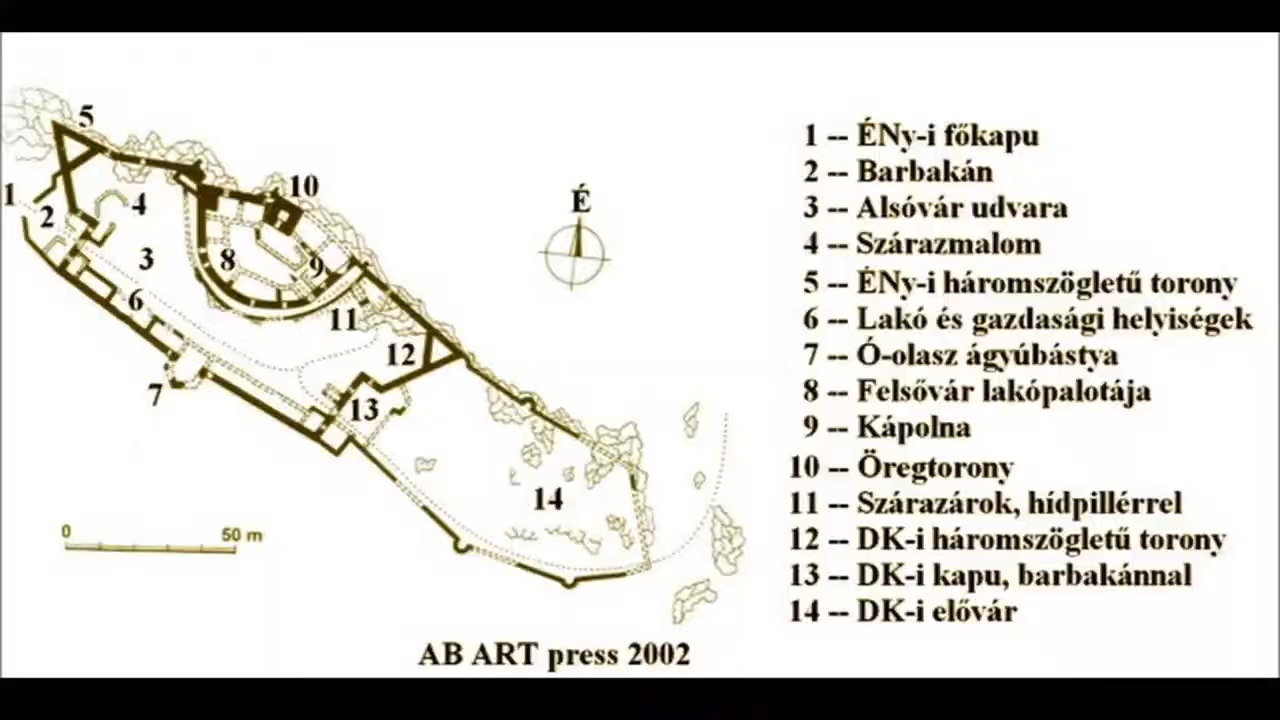 5
10
É
1
4
2
3
8
9
6
11
12
7
13
14
0 50 m
1 -- ÉNy-i főkapu
2 -- Barbakán
3 -- Alsóvár udvara
4 -- Szárazmalom
5 -- ÉNy-i háromszögletű torony
6 -- Lakó és gazdasági helyiségek
7 -- Ó-olasz ágyúbástya
8 -- Felsővár lakópalotája
9 -- Kápolna
10 -- Öregtorony
11 -- Szárazárok, hídpillérrel
12 -- DK-i háromszögletű torony
13 -- DK-i kapu, barbakánnal
14 -- DK-i elővár
AB ART press 2002